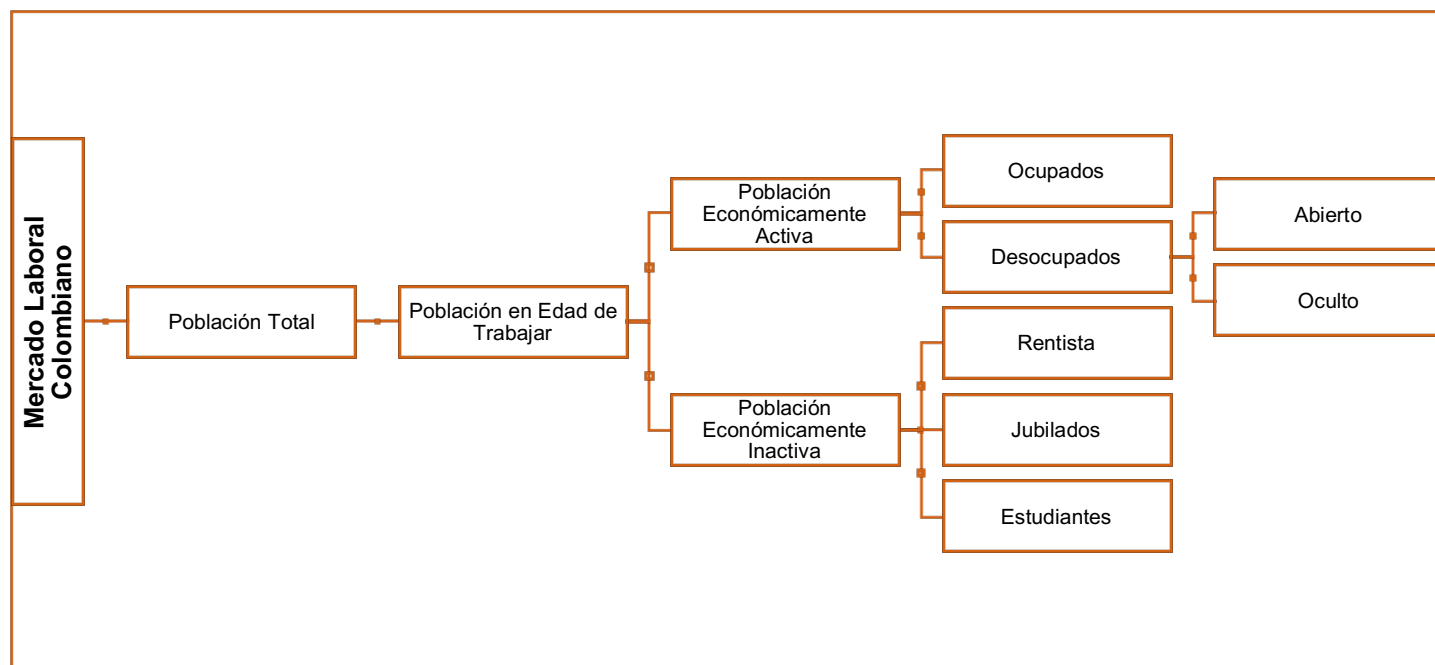 Mercado Laboral
Colombiano
Población Total
Población en Edad de
Trabajar
Población
Económicamente
Activa
Ocupados
Desocupados
Abierto
Oculto
Población
Económicamente
Inactiva
Rentista
Jubilados
Estudiantes